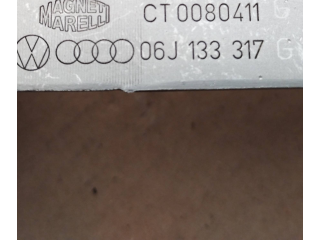 MAGNETI CT 0080411 G
MARELLI
06J 133 317 G